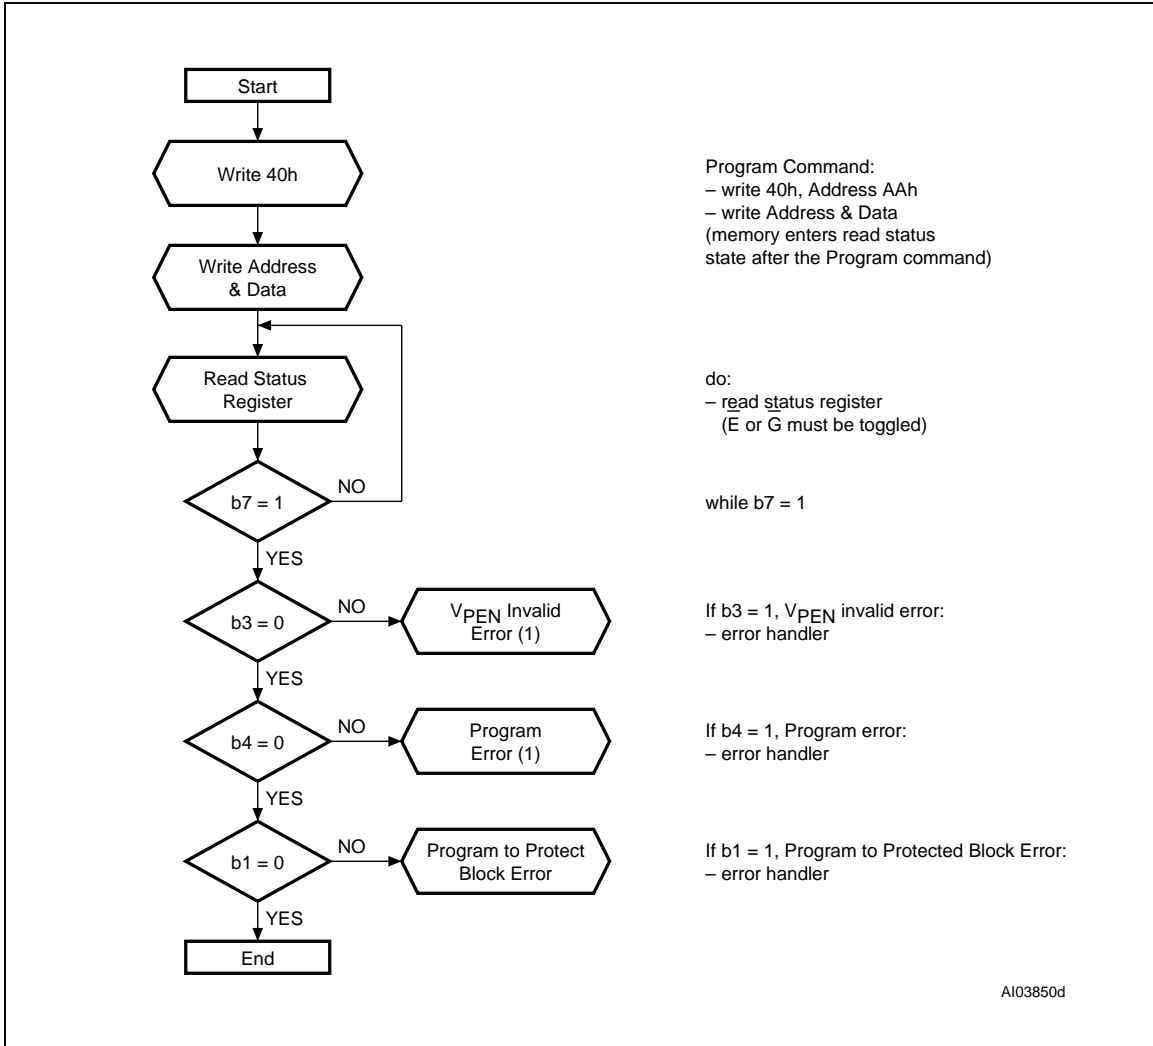 Start
Write 40h
Program Command:
– write 40h, Address AAh
– write Address & Data
(memory enters read status
state after the Program command)
Write Address
& Data
Read Status
Register
do:
– read status register
(E̅ or G̅ must be toggled)
b7 = 1
NO
while b7 = 1
YES
b3 = 0
NO
VPEN Invalid
Error (1)
If b3 = 1, VPEN invalid error:
– error handler
YES
b4 = 0
NO
Program
Error (1)
If b4 = 1, Program error:
– error handler
YES
b1 = 0
NO
Program to Protect
Block Error
If b1 = 1, Program to Protected Block Error:
– error handler
YES
End
AI03850d